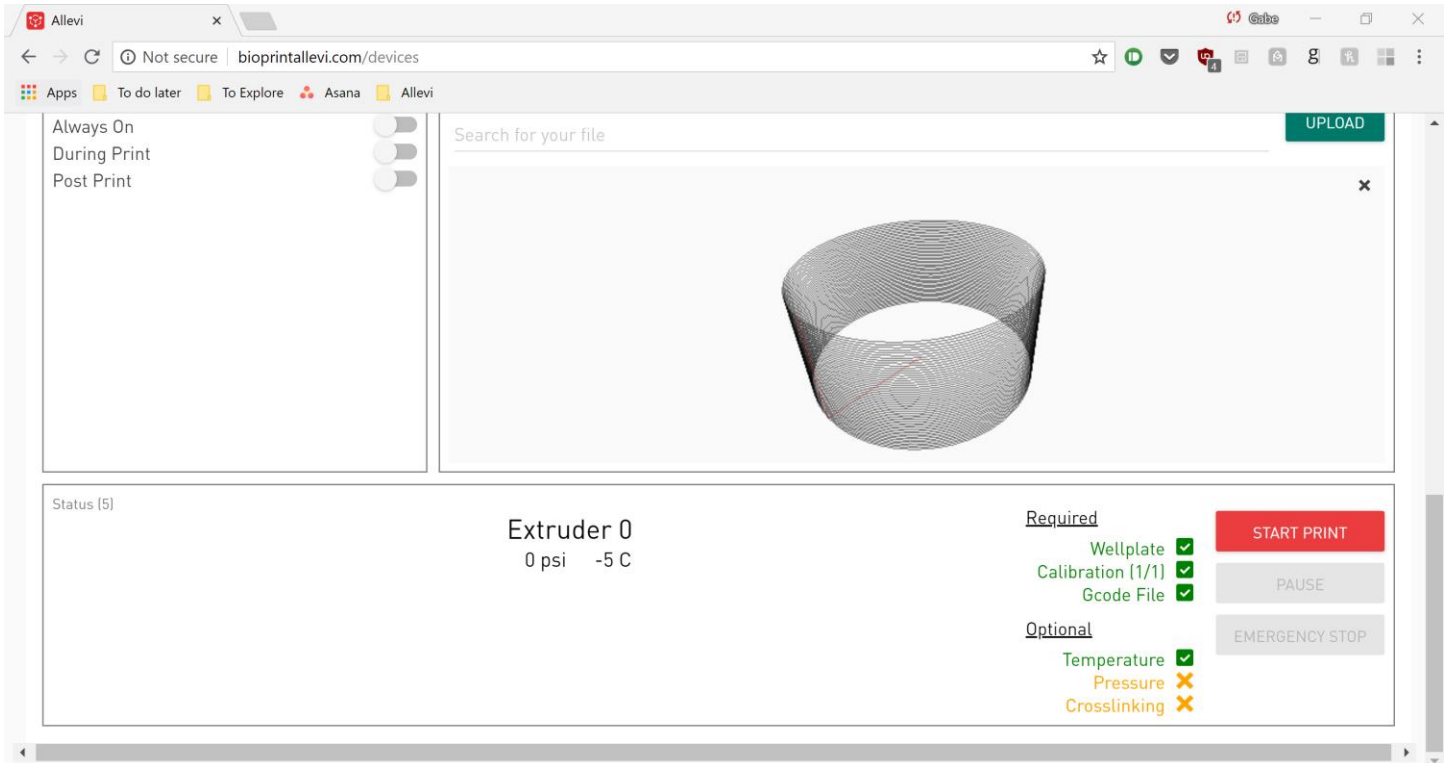 Allevi
Gabe
Not secure
bioprintallevi.com/devices
4
g
Apps
To do later
To Explore
Asana
Allevi
Always On
During Print
Post Print
Search for your file
UPLOAD
Status (5)
Extruder 0
0 psi -5 C
Required
Wellplate
Calibration (1/1)
Gcode File
Optional
Temperature
Pressure
Crosslinking
START PRINT
PAUSE
EMERGENCY STOP